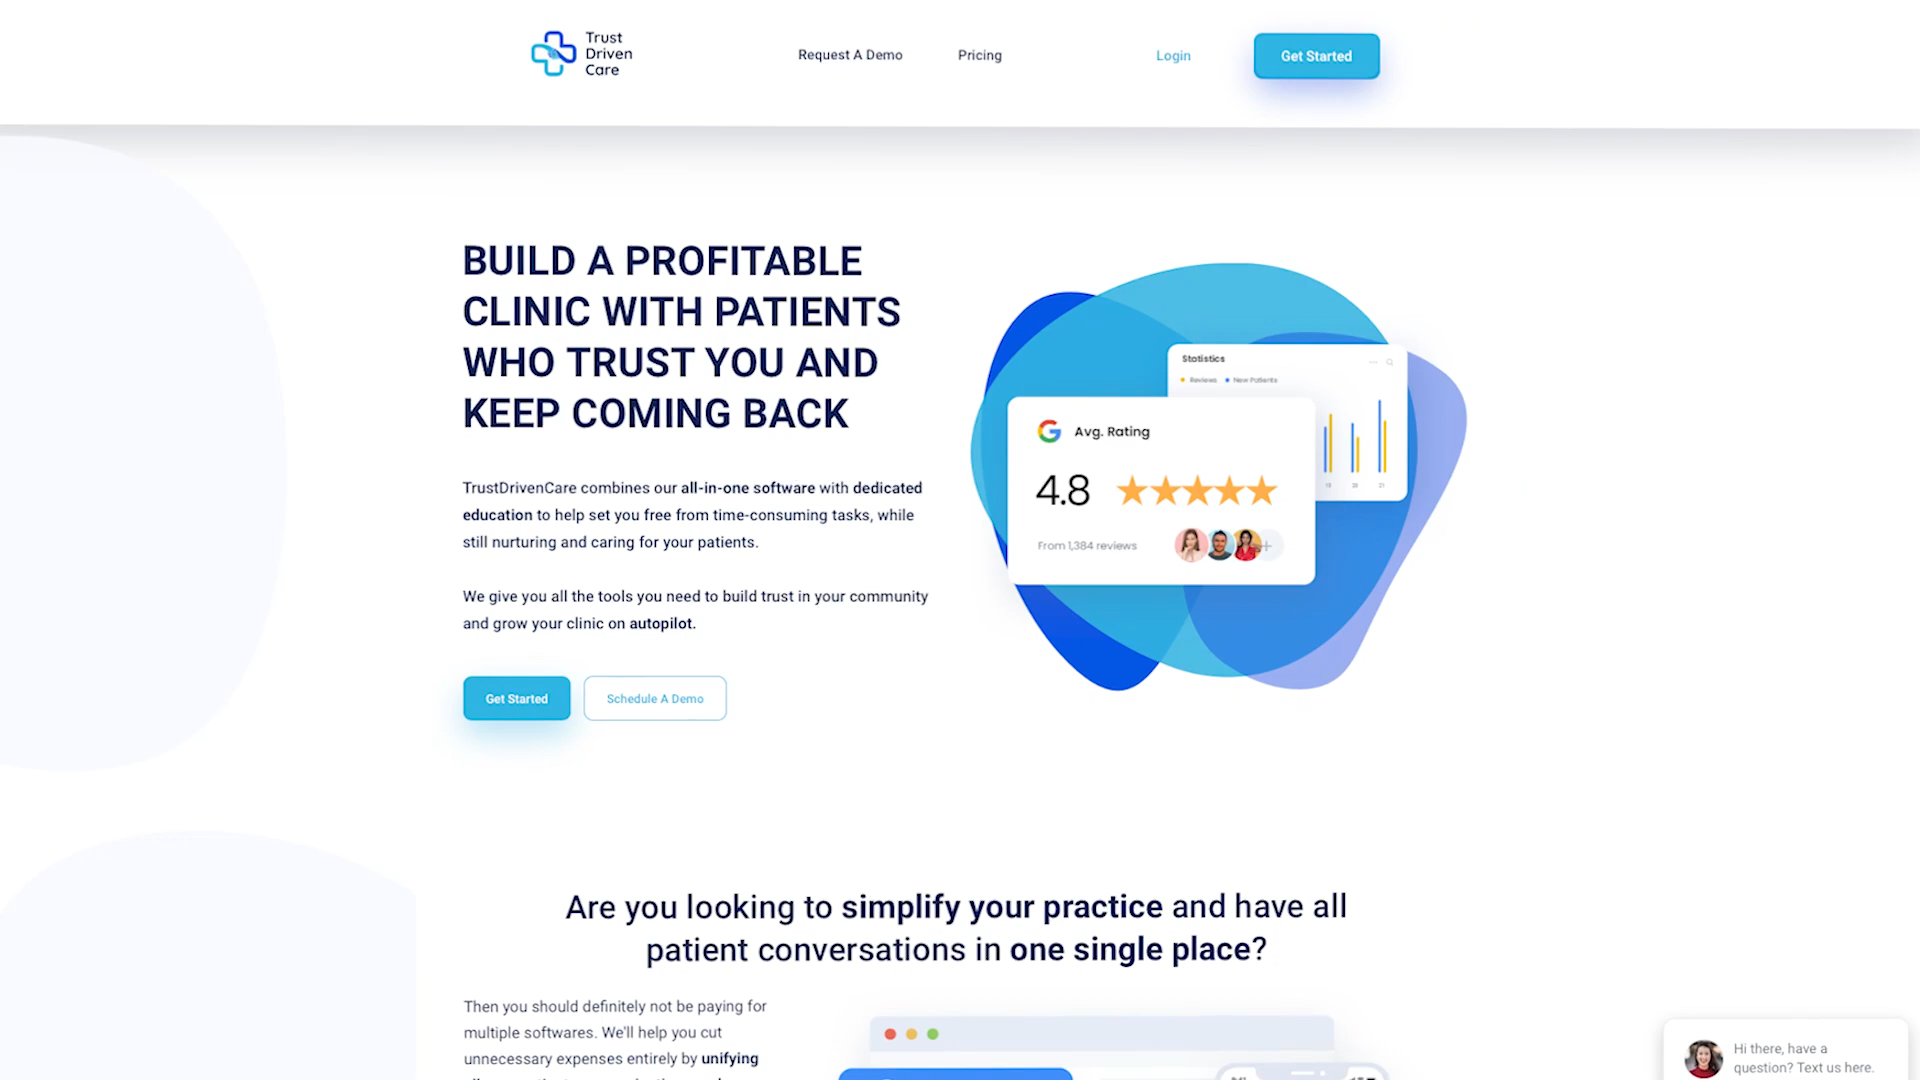 Trust
Driven
Care
Request A Demo
Pricing
Login
Get Started
BUILD A PROFITABLE
CLINIC WITH PATIENTS
WHO TRUST YOU AND
KEEP COMING BACK
TrustDrivenCare combines our all-in-one software with dedicated
education to help set you free from time-consuming tasks, while
still nurturing and caring for your patients.
We give you all the tools you need to build trust in your community
and grow your clinic on autopilot.
Get Started
Schedule A Demo
Statistics
Reviews
New Patients
19
20
21
Avg. Rating
4.8
From 1,384 reviews
Are you looking to simplify your practice and have all
patient conversations in one single place?
Then you should definitely not be paying for
multiple softwares. We'll help you cut
unnecessary expenses entirely by unifying
Hi there, have a
question? Text us here.